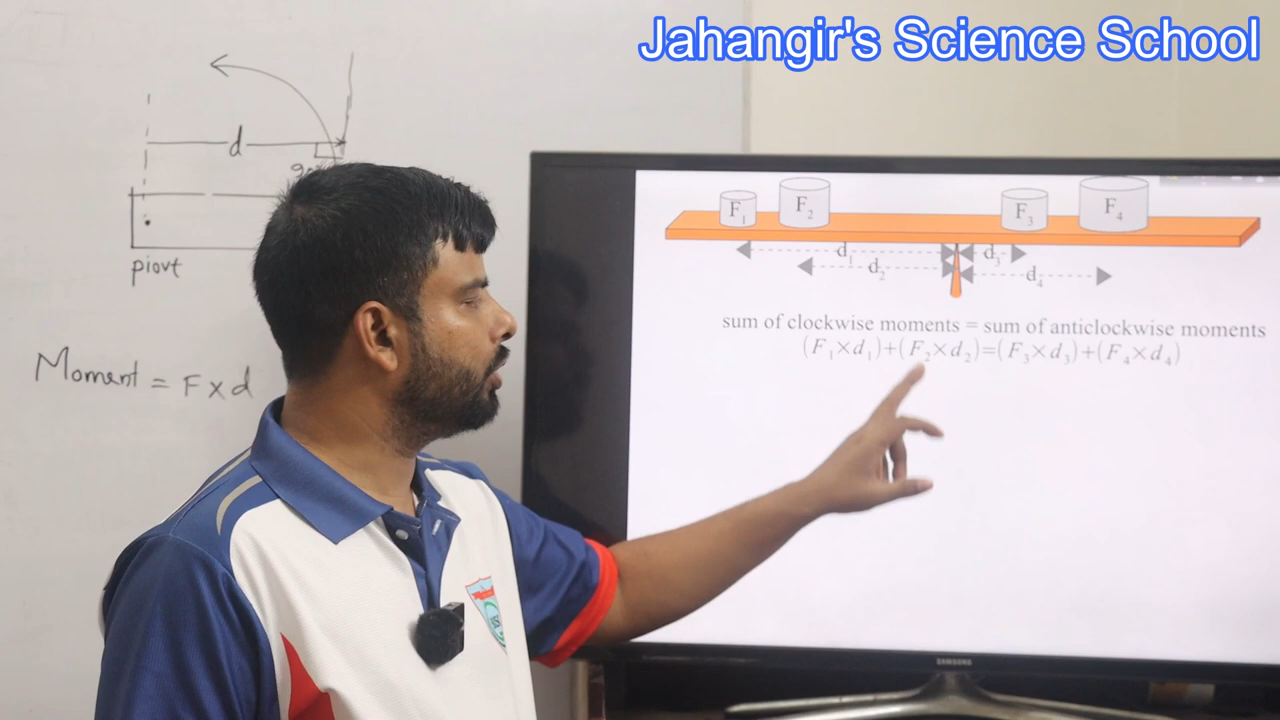 Jahangir's Science School
d
piovt
Moment = F x d
F₁ F₂ F₃ F₄
d₁ d₃
d₂ d₄
sum of clockwise moments = sum of anticlockwise moments
(F₁×d₁)+(F₂×d₂)=(F₃×d₃)+(F₄×d₄)
SAMSUNG